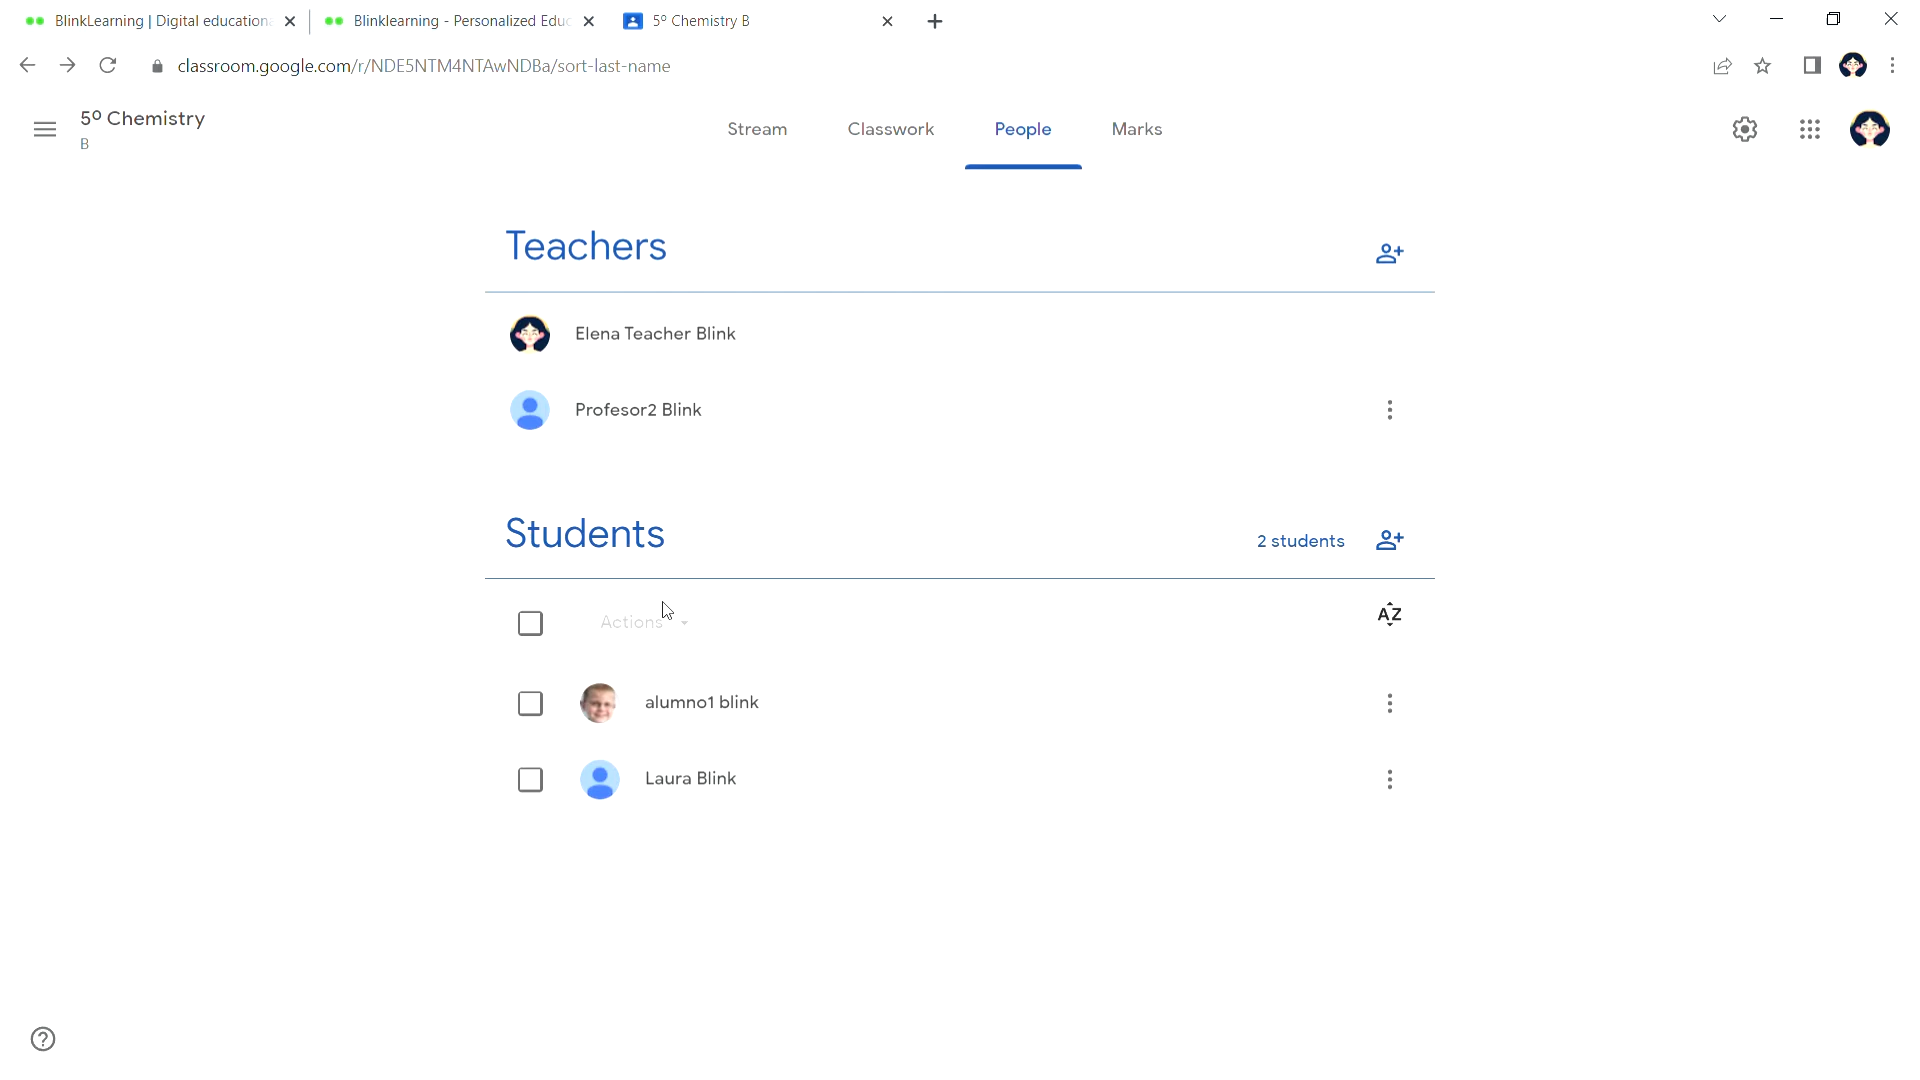 BlinkLearning | Digital educationa
Blinklearning - Personalized Educ
5º Chemistry B
classroom.google.com/r/NDE5NTM4NTAwNDBa/sort-last-name
5º Chemistry
B
Stream
Classwork
People
Marks
Teachers
Elena Teacher Blink
Profesor2 Blink
Students
2 students
Actions
AZ
alumno1 blink
Laura Blink